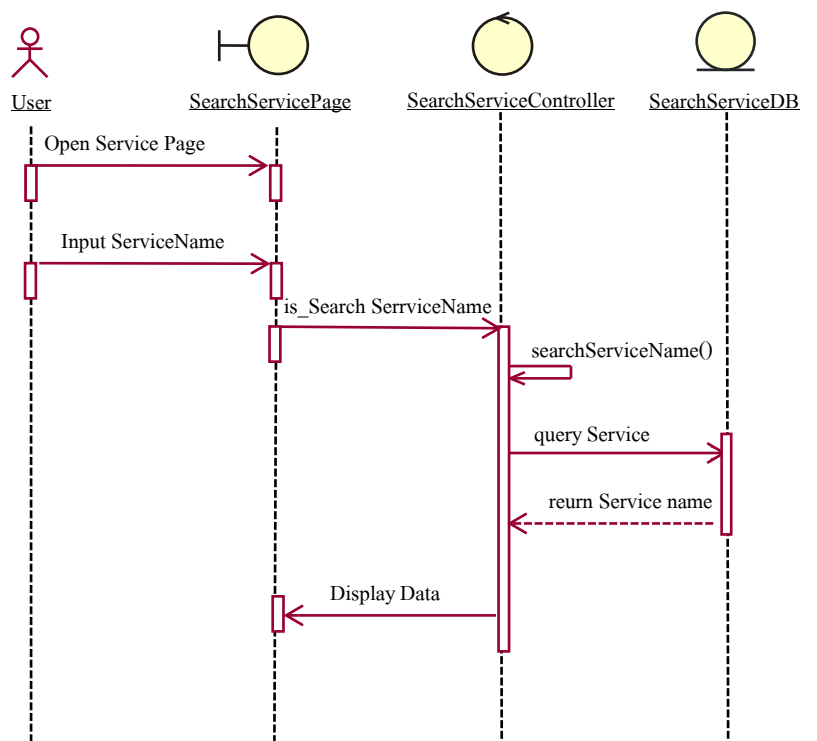 User
SearchServicePage
SearchServiceController
SearchServiceDB
Open Service Page
Input ServiceName
is_Search SerrviceName
searchServiceName()
query Service
reurn Service name
Display Data